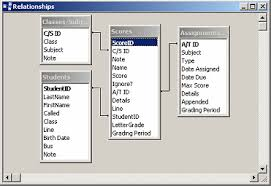 Relationships
Classes/Subj...
C/S ID
Class
Subject
Note
Students
StudentID
LastName
FirstName
Called
Class
Line
Birth Date
Bus
Note
Scores
ScoreID
C/S ID
Note
Name
Score
Ignore?
A/T ID
Details
Line
StudentID
LetterGrade
Grading Period
Assignments...
A/T ID
Subject
Type
Date Assigned
Date Due
Max Score
Details
Appended
Grading Period